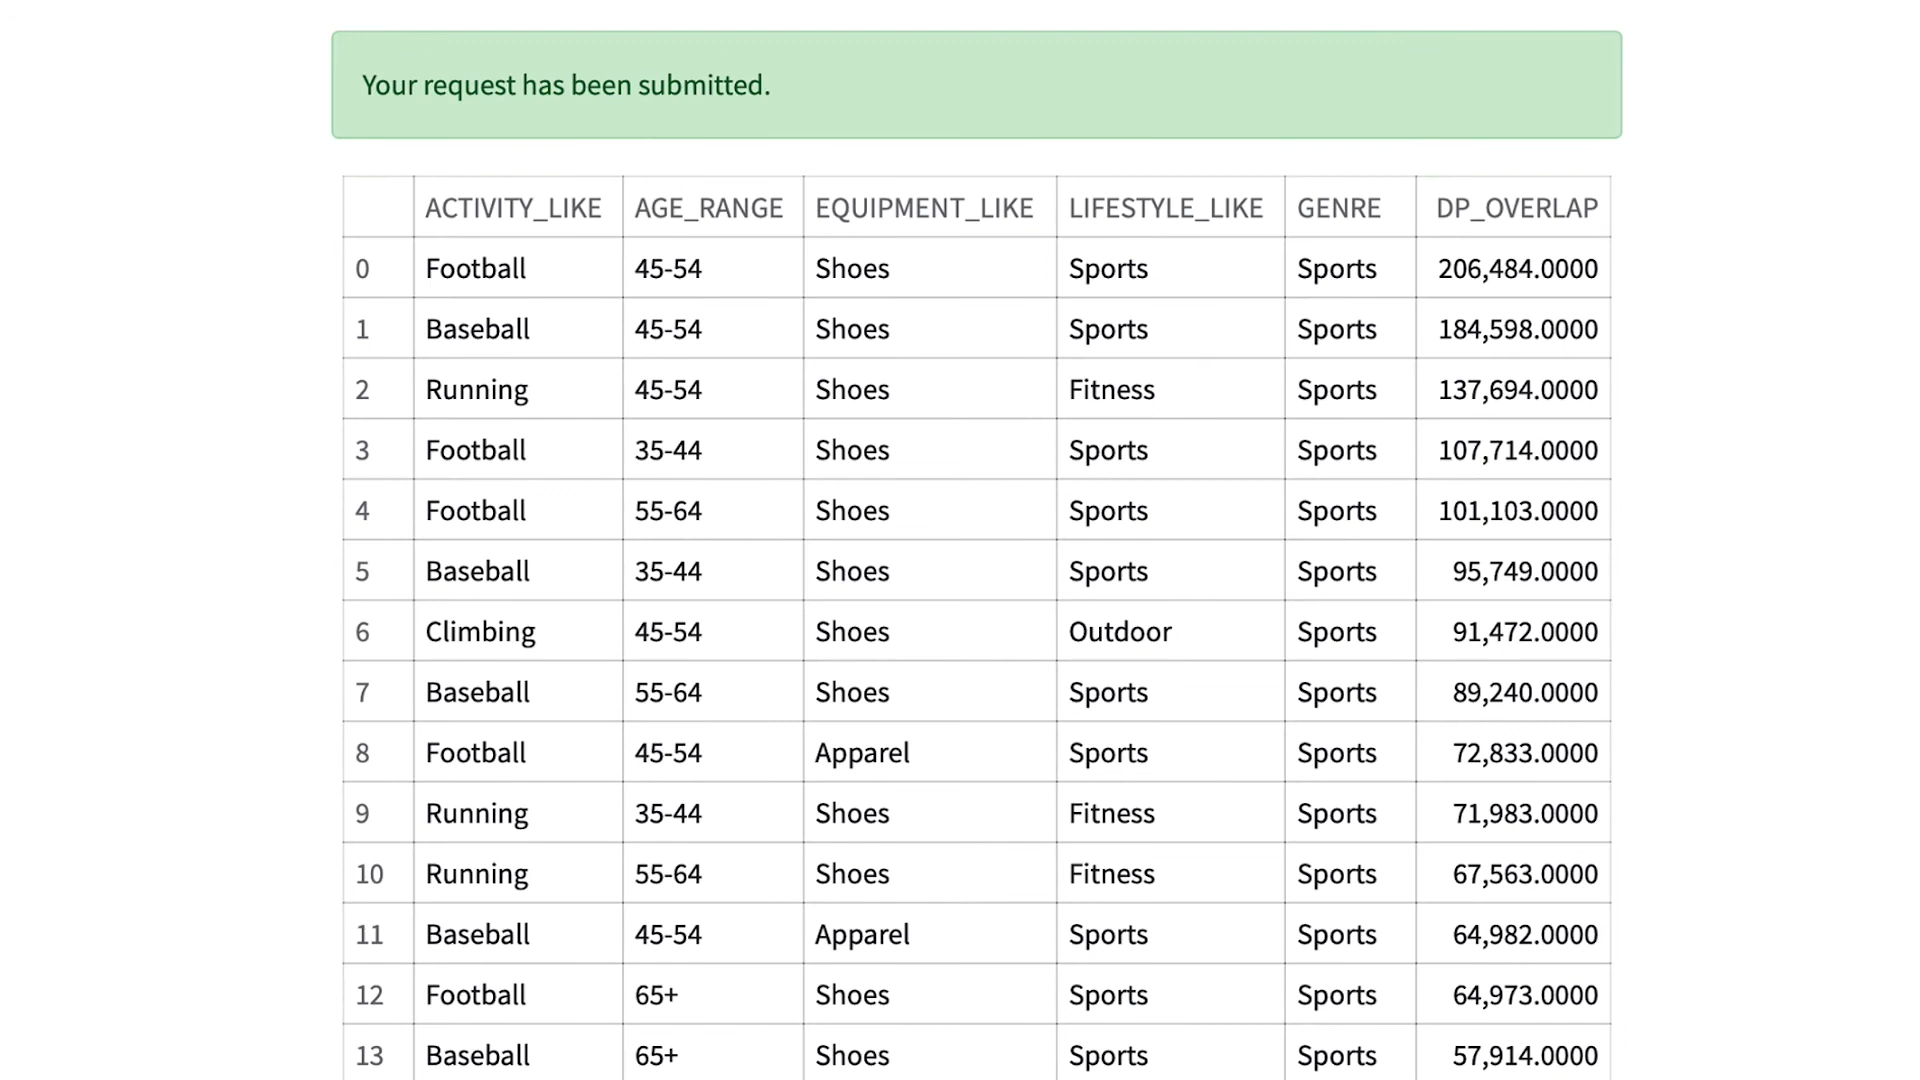 Your request has been submitted.
ACTIVITY_LIKE AGE_RANGE EQUIPMENT_LIKE LIFESTYLE_LIKE GENRE DP_OVERLAP
0 Football 45-54 Shoes Sports Sports 206,484.0000
1 Baseball 45-54 Shoes Sports Sports 184,598.0000
2 Running 45-54 Shoes Fitness Sports 137,694.0000
3 Football 35-44 Shoes Sports Sports 107,714.0000
4 Football 55-64 Shoes Sports Sports 101,103.0000
5 Baseball 35-44 Shoes Sports Sports 95,749.0000
6 Climbing 45-54 Shoes Outdoor Sports 91,472.0000
7 Baseball 55-64 Shoes Sports Sports 89,240.0000
8 Football 45-54 Apparel Sports Sports 72,833.0000
9 Running 35-44 Shoes Fitness Sports 71,983.0000
10 Running 55-64 Shoes Fitness Sports 67,563.0000
11 Baseball 45-54 Apparel Sports Sports 64,982.0000
12 Football 65+ Shoes Sports Sports 64,973.0000
13 Baseball 65+ Shoes Sports Sports 57,914.0000